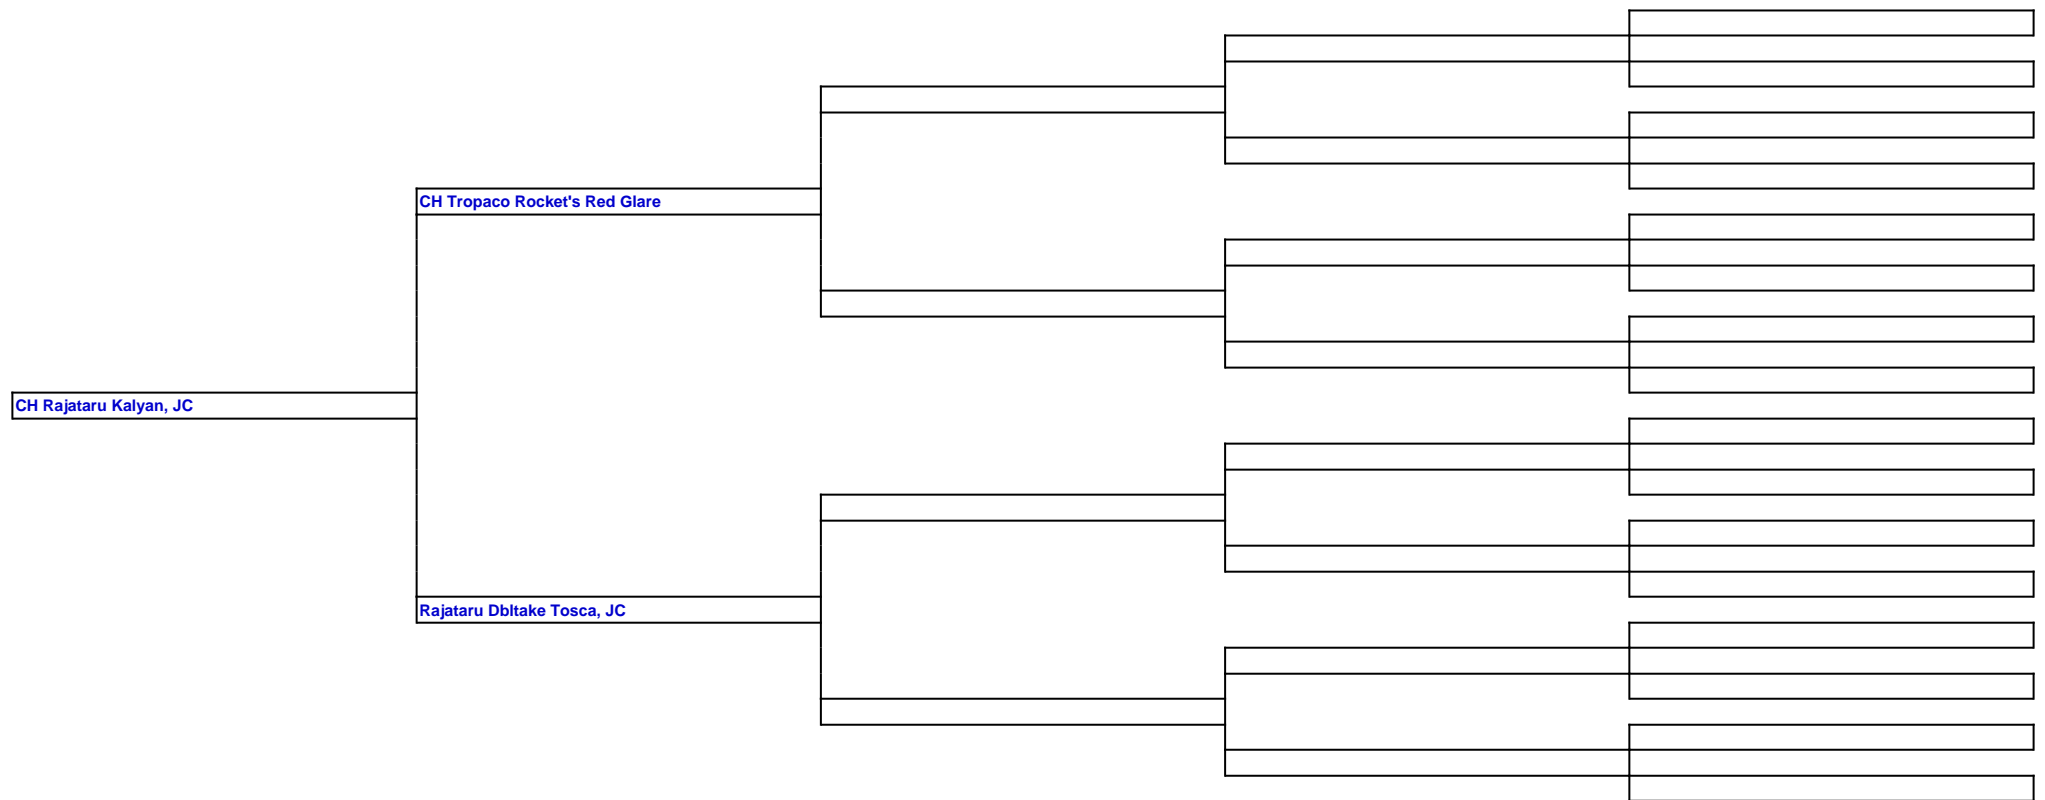 CH Tropaco Rocket's Red Glare
CH Rajataru Kalyan, JC
Rajataru Dbltake Tosca, JC